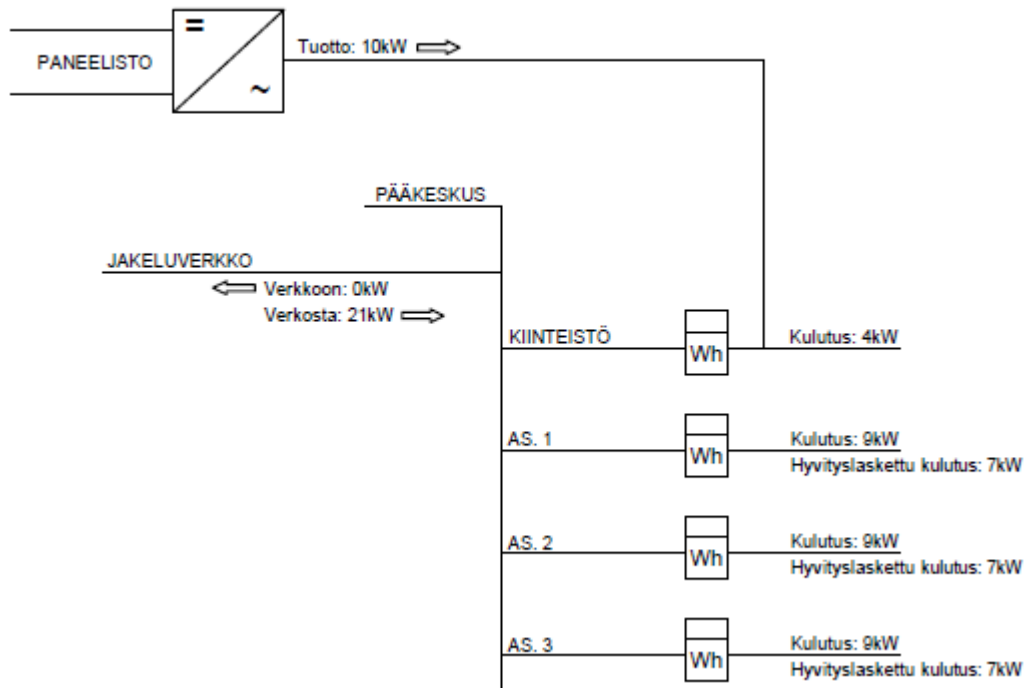 =
PANEELISTO
~
Tuotto: 10kW
PÄÄKESKUS
JAKELUVERKKO
Verkkoon: 0kW
Verkosta: 21kW
KIINTEISTÖ
Wh
Kulutus: 4kW
AS. 1
Wh
Kulutus: 9kW
Hyvityslaskettu kulutus: 7kW
AS. 2
Wh
Kulutus: 9kW
Hyvityslaskettu kulutus: 7kW
AS. 3
Wh
Kulutus: 9kW
Hyvityslaskettu kulutus: 7kW